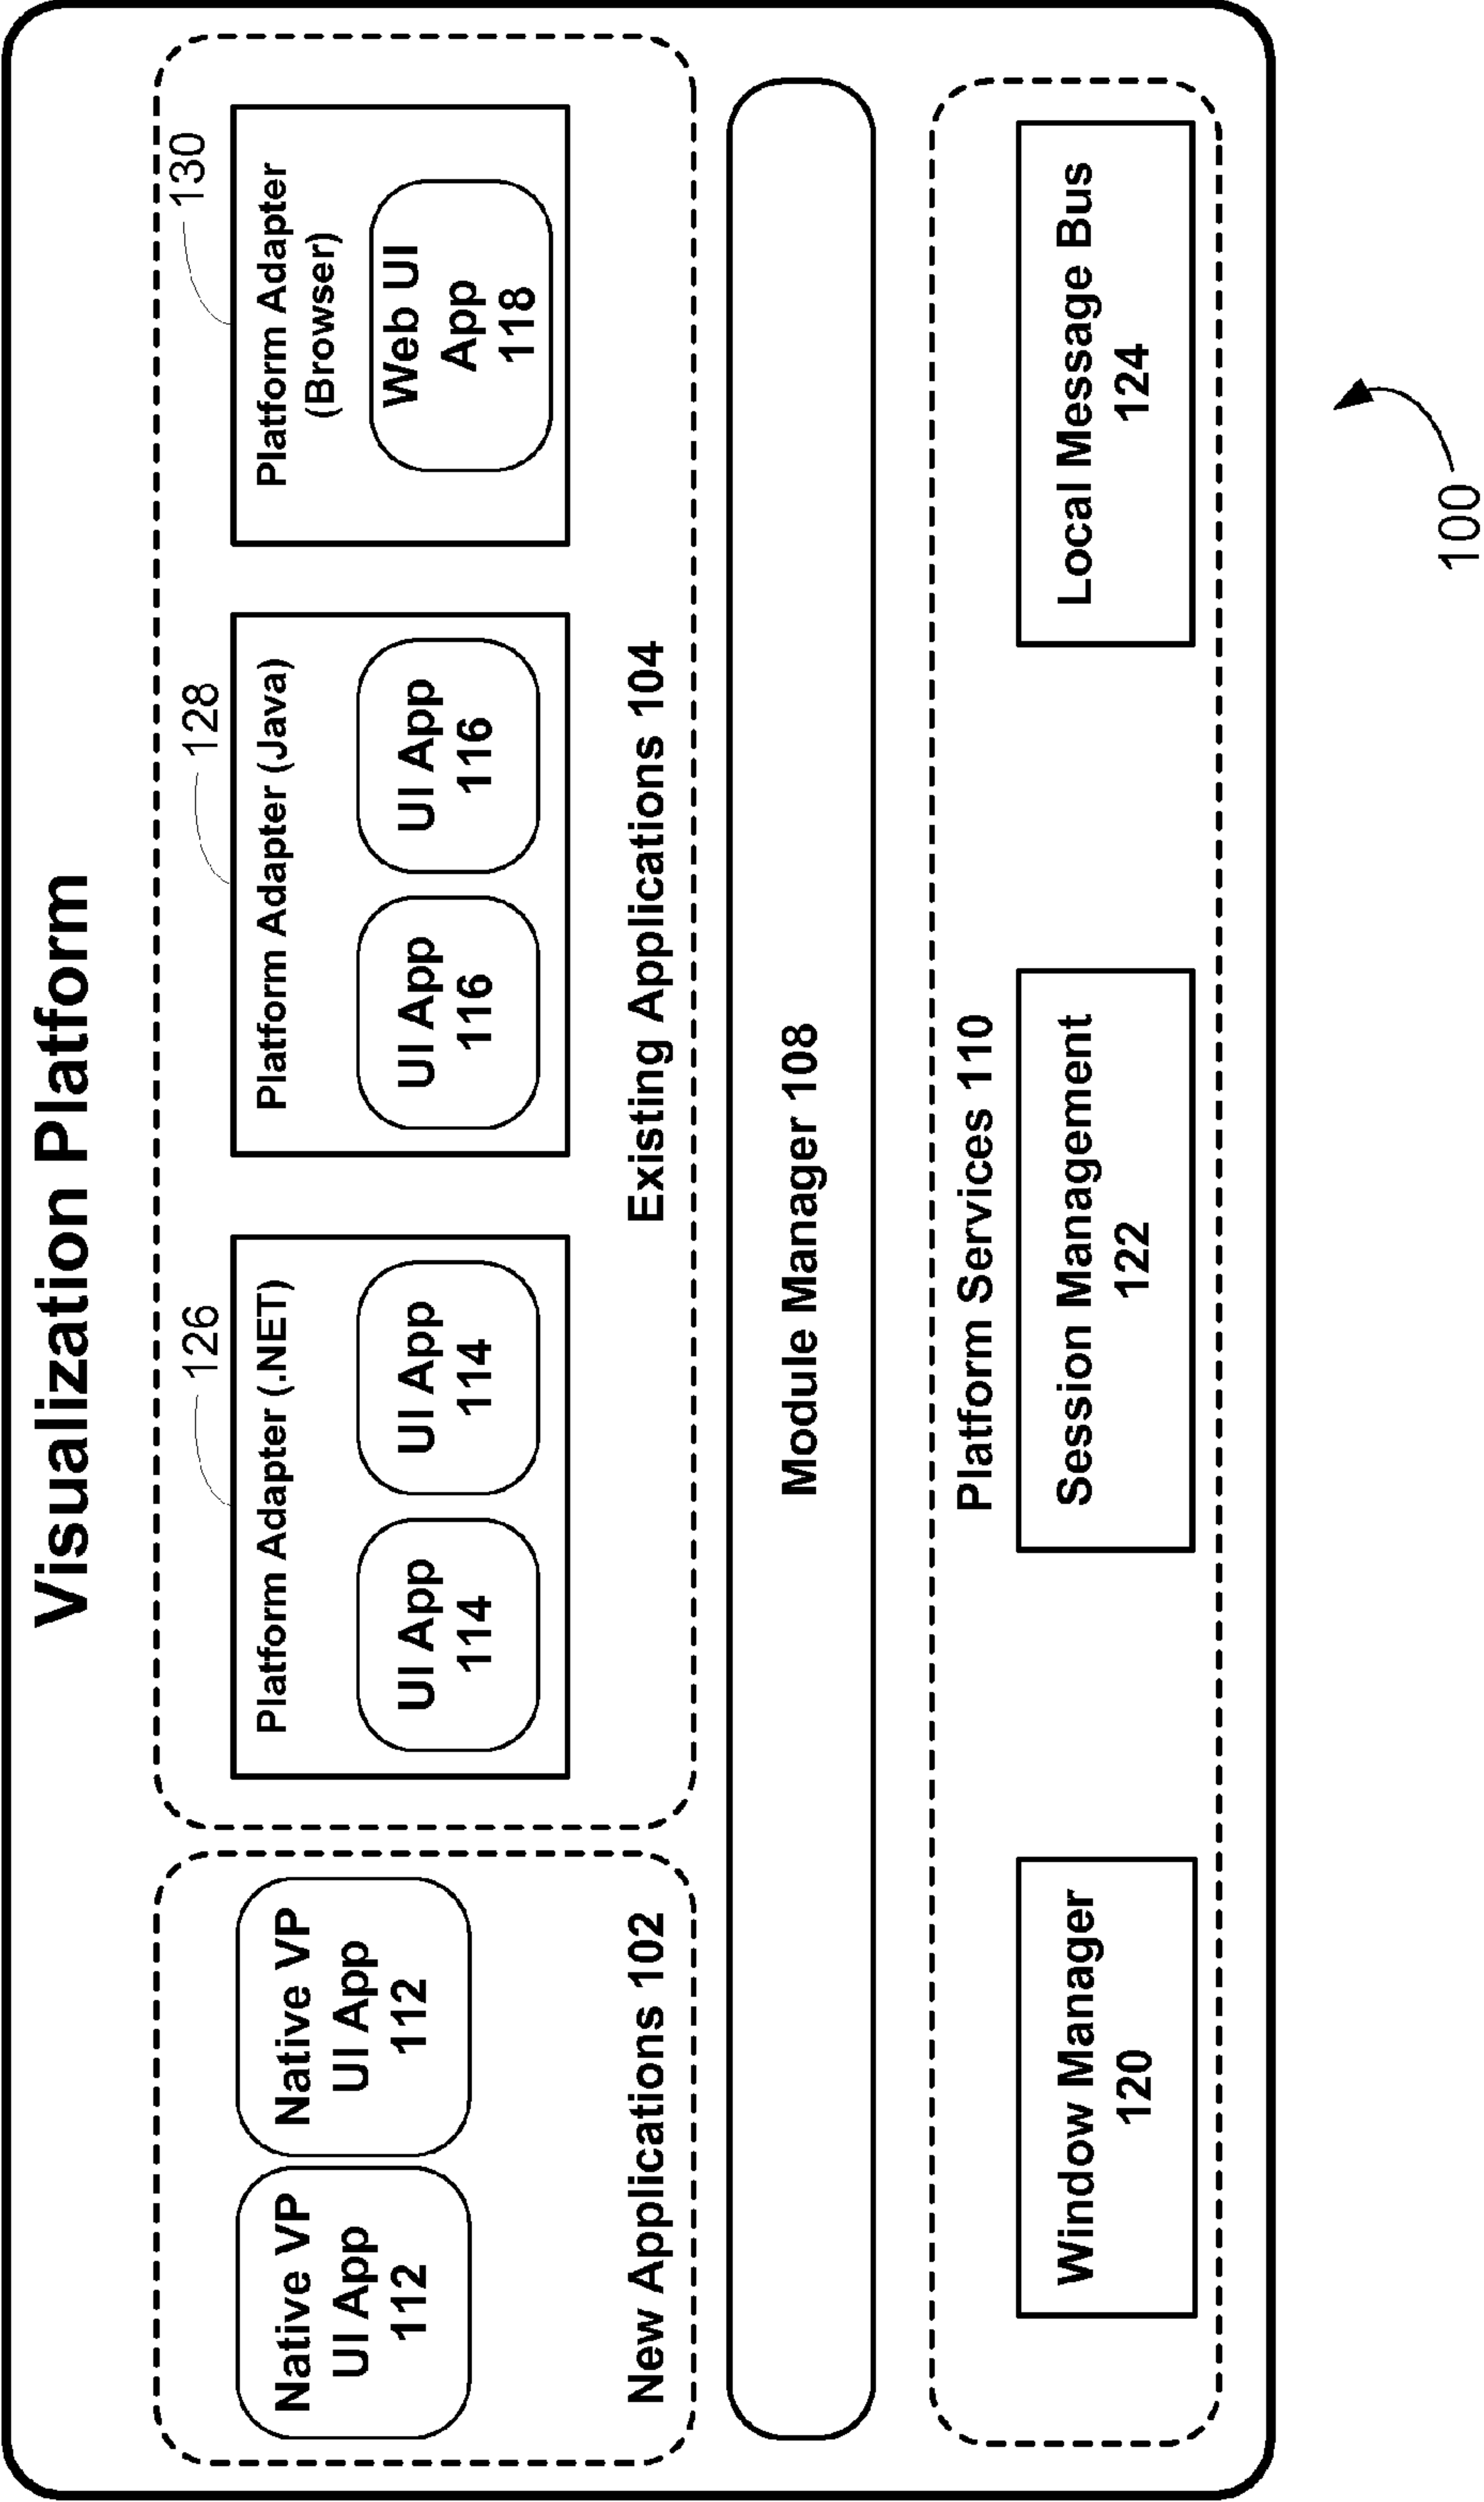 Visualization Platform
Native VP
UI App
112
Native VP
UI App
112
New Applications 102
126
Platform Adapter (.NET)
UI App
114
UI App
114
128
Platform Adapter (Java)
UI App
116
UI App
116
130
Platform Adapter
(Browser)
Web UI
App
118
Existing Applications 104
Module Manager 108
Platform Services 110
Window Manager
120
Session Management
122
Local Message Bus
124
100